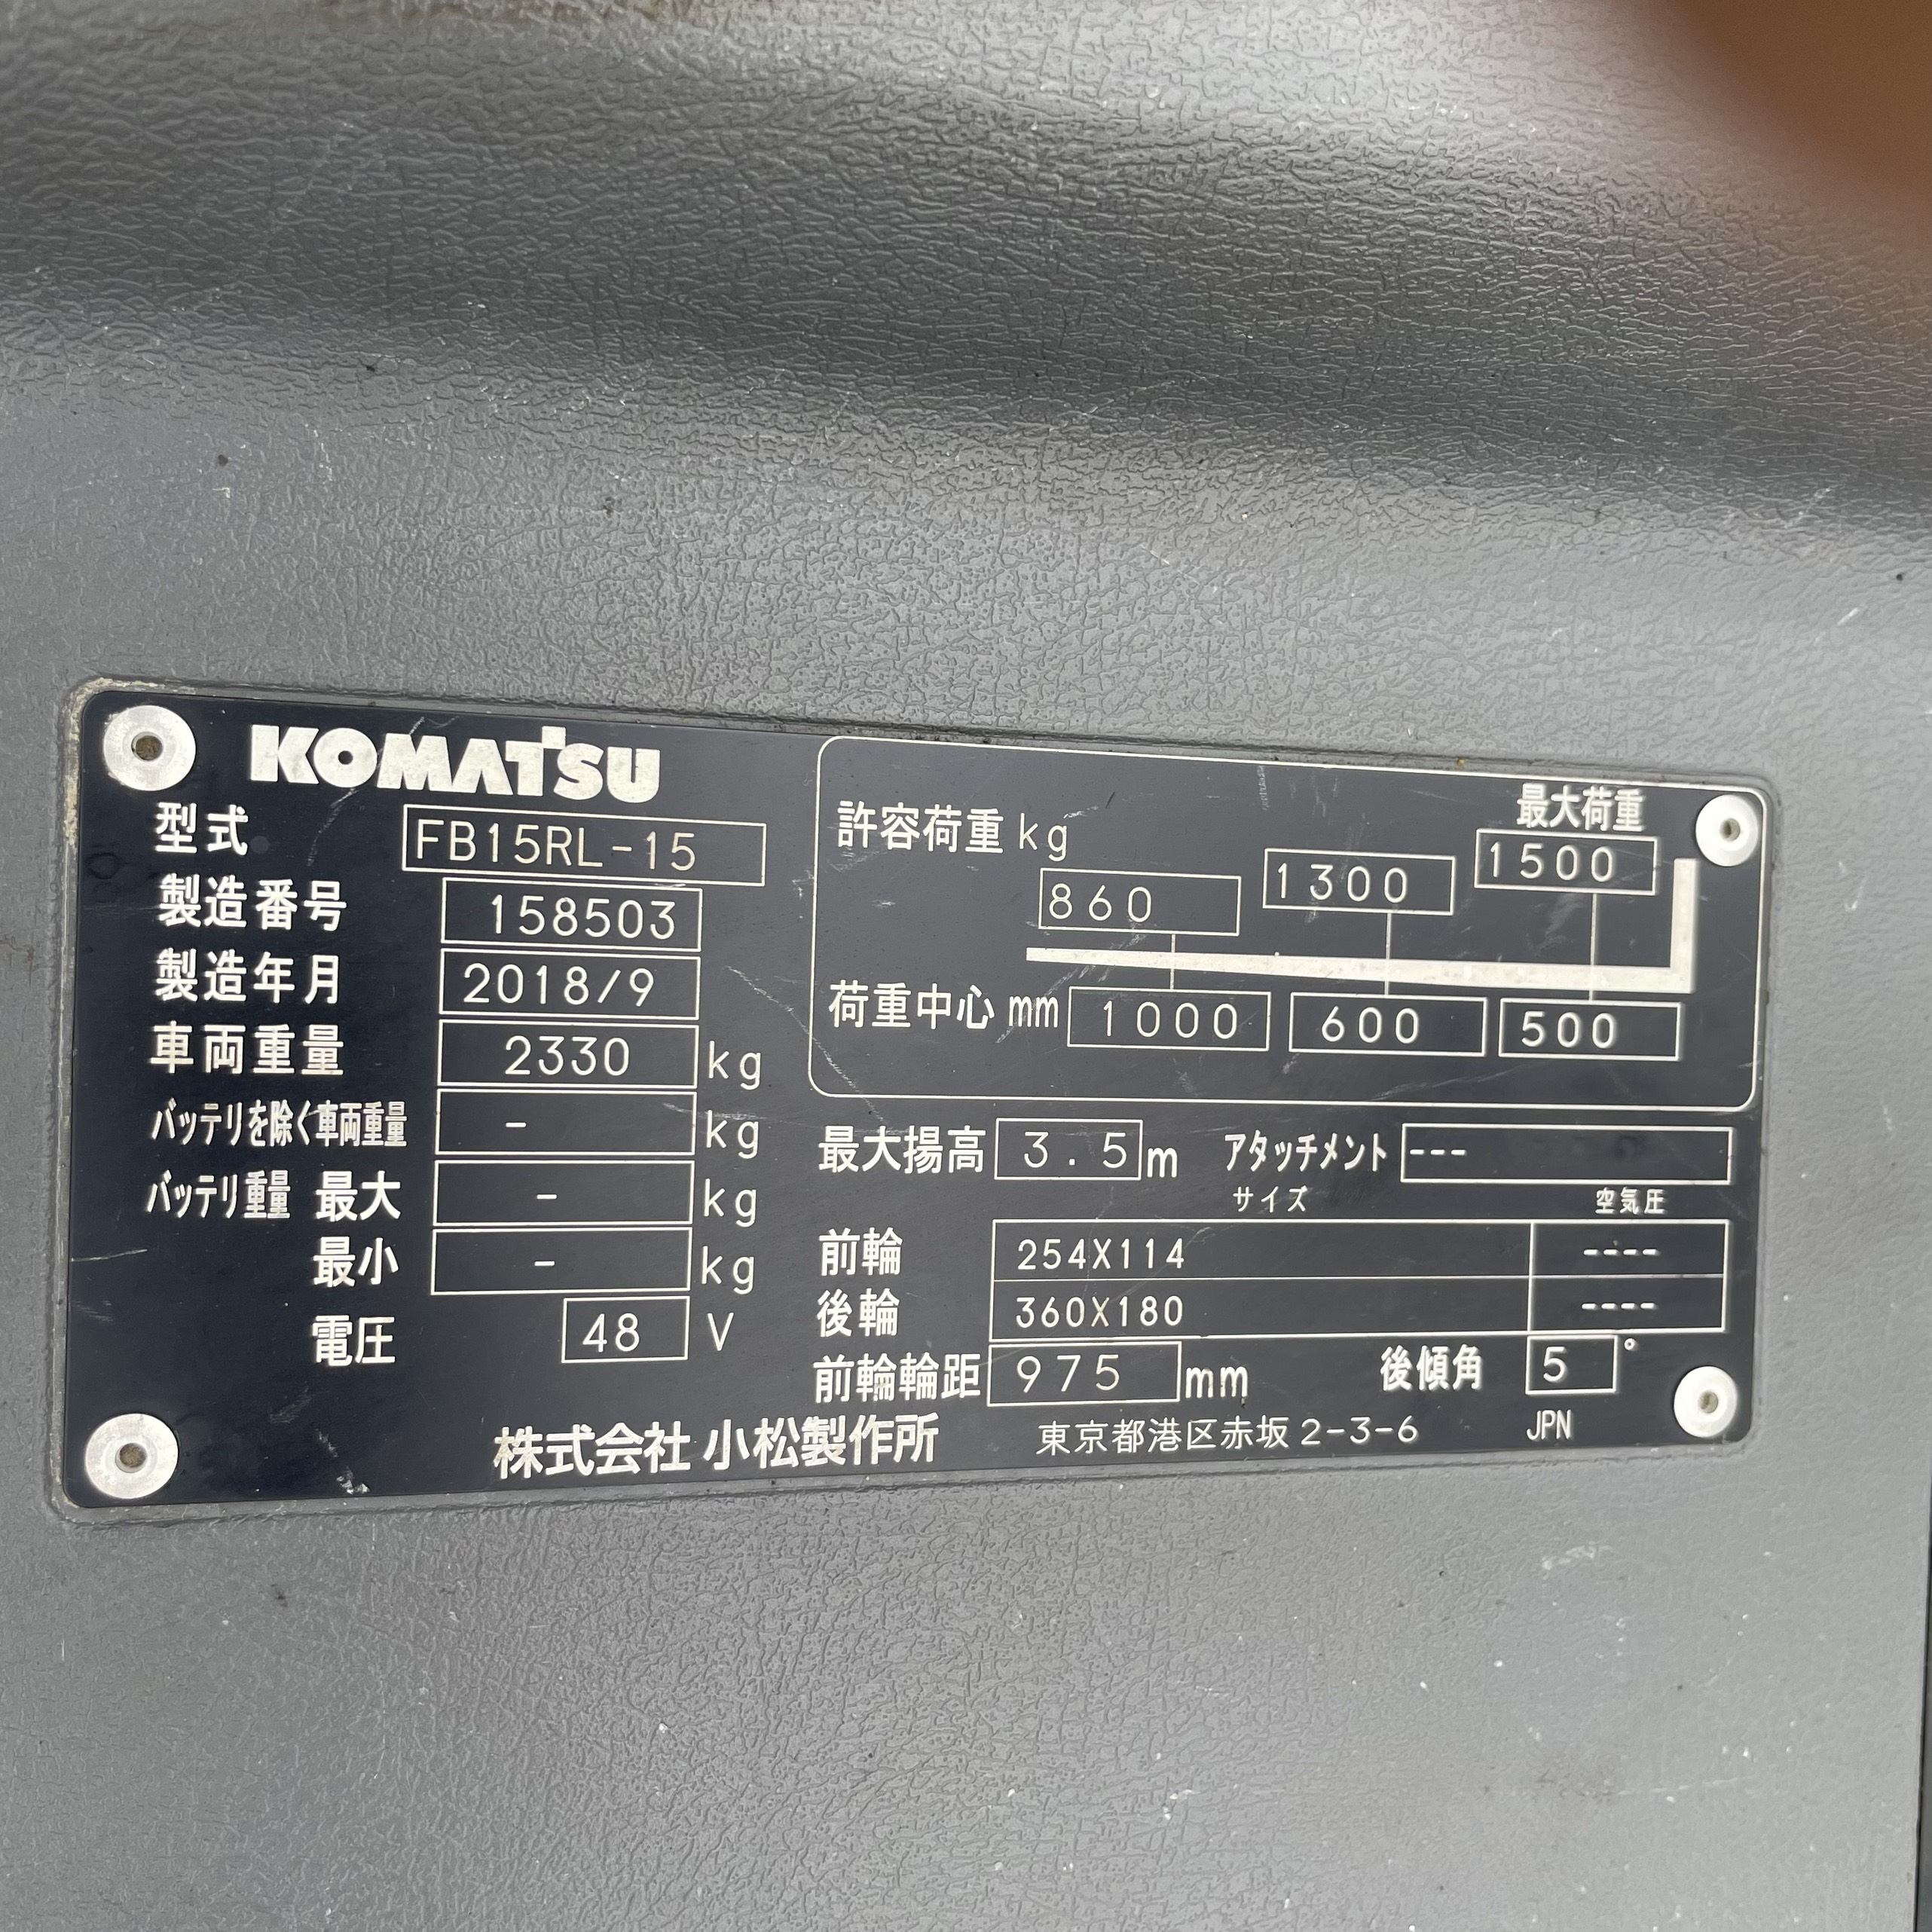 KOMATSU
型式 FB15RL-15
製造番号 158503
製造年月 2018/9
車両重量 2330 kg
バッテリを除く車両重量 - kg
バッテリ重量 最大 - kg
最小 - kg
電圧 48 V
最大荷重
許容荷重 kg 860 1300 1500
荷重中心 mm 1000 600 500
最大揚高 3.5 m アタッチメント ---
サイズ 空気圧
前輪 254X114 ----
後輪 360X180 ----
前輪輪距 975 mm 後傾角 5 °
株式会社 小松製作所 東京都港区赤坂 2-3-6 JPN